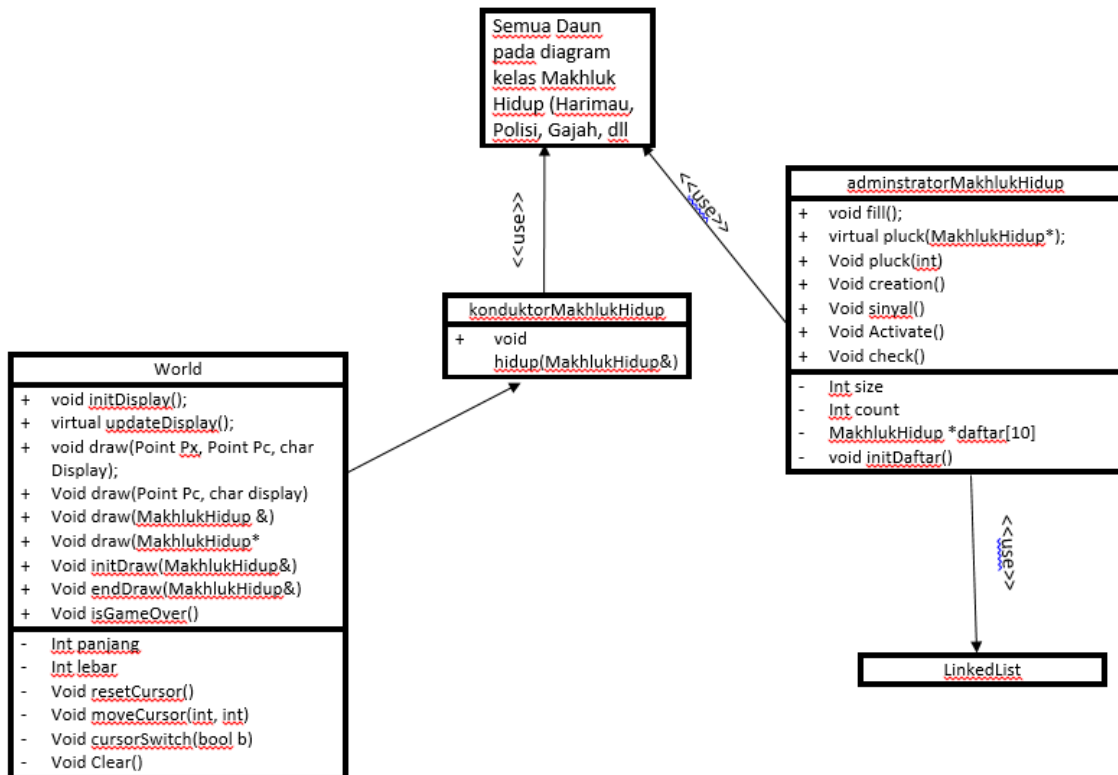 Semua Daun
pada diagram
kelas Makhluk
Hidup (Harimau,
Polisi, Gajah, dll
<<use>>
<<use>>
adminstratorMakhlukHidup
+ void fill();
+ virtual pluck(MakhlukHidup*);
+ Void pluck(int)
+ Void creation()
+ Void sinyal()
+ Void Activate()
+ Void check()
- Int size
- Int count
- MakhlukHidup *daftar[10]
- void initDaftar()
konduktorMakhlukHidup
+ void
hidup(MakhlukHidup&)
World
+ void initDisplay();
+ virtual updateDisplay();
+ void draw(Point Px, Point Pc, char
Display);
+ Void draw(Point Pc, char display)
+ Void draw(MakhlukHidup &)
+ Void draw(MakhlukHidup*
+ Void initDraw(MakhlukHidup&)
+ Void endDraw(MakhlukHidup&)
+ Void isGameOver()
- Int panjang
- Int lebar
- Void resetCursor()
- Void moveCursor(int, int)
- Void cursorSwitch(bool b)
- Void Clear()
<<use>>
LinkedList